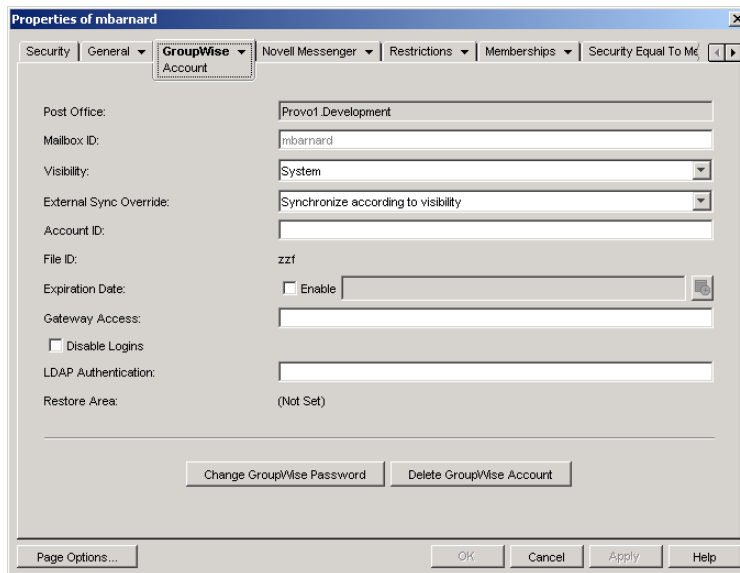 Properties of mbarnard
Security General GroupWise Novell Messenger Restrictions Memberships Security Equal To Me
Account
Post Office: Provo1.Development
Mailbox ID: mbarnard
Visibility: System
External Sync Override: Synchronize according to visibility
Account ID:
File ID: zzf
Expiration Date: Enable
Gateway Access:
Disable Logins
LDAP Authentication:
Restore Area: (Not Set)
Change GroupWise Password Delete GroupWise Account
Page Options... OK Cancel Apply Help